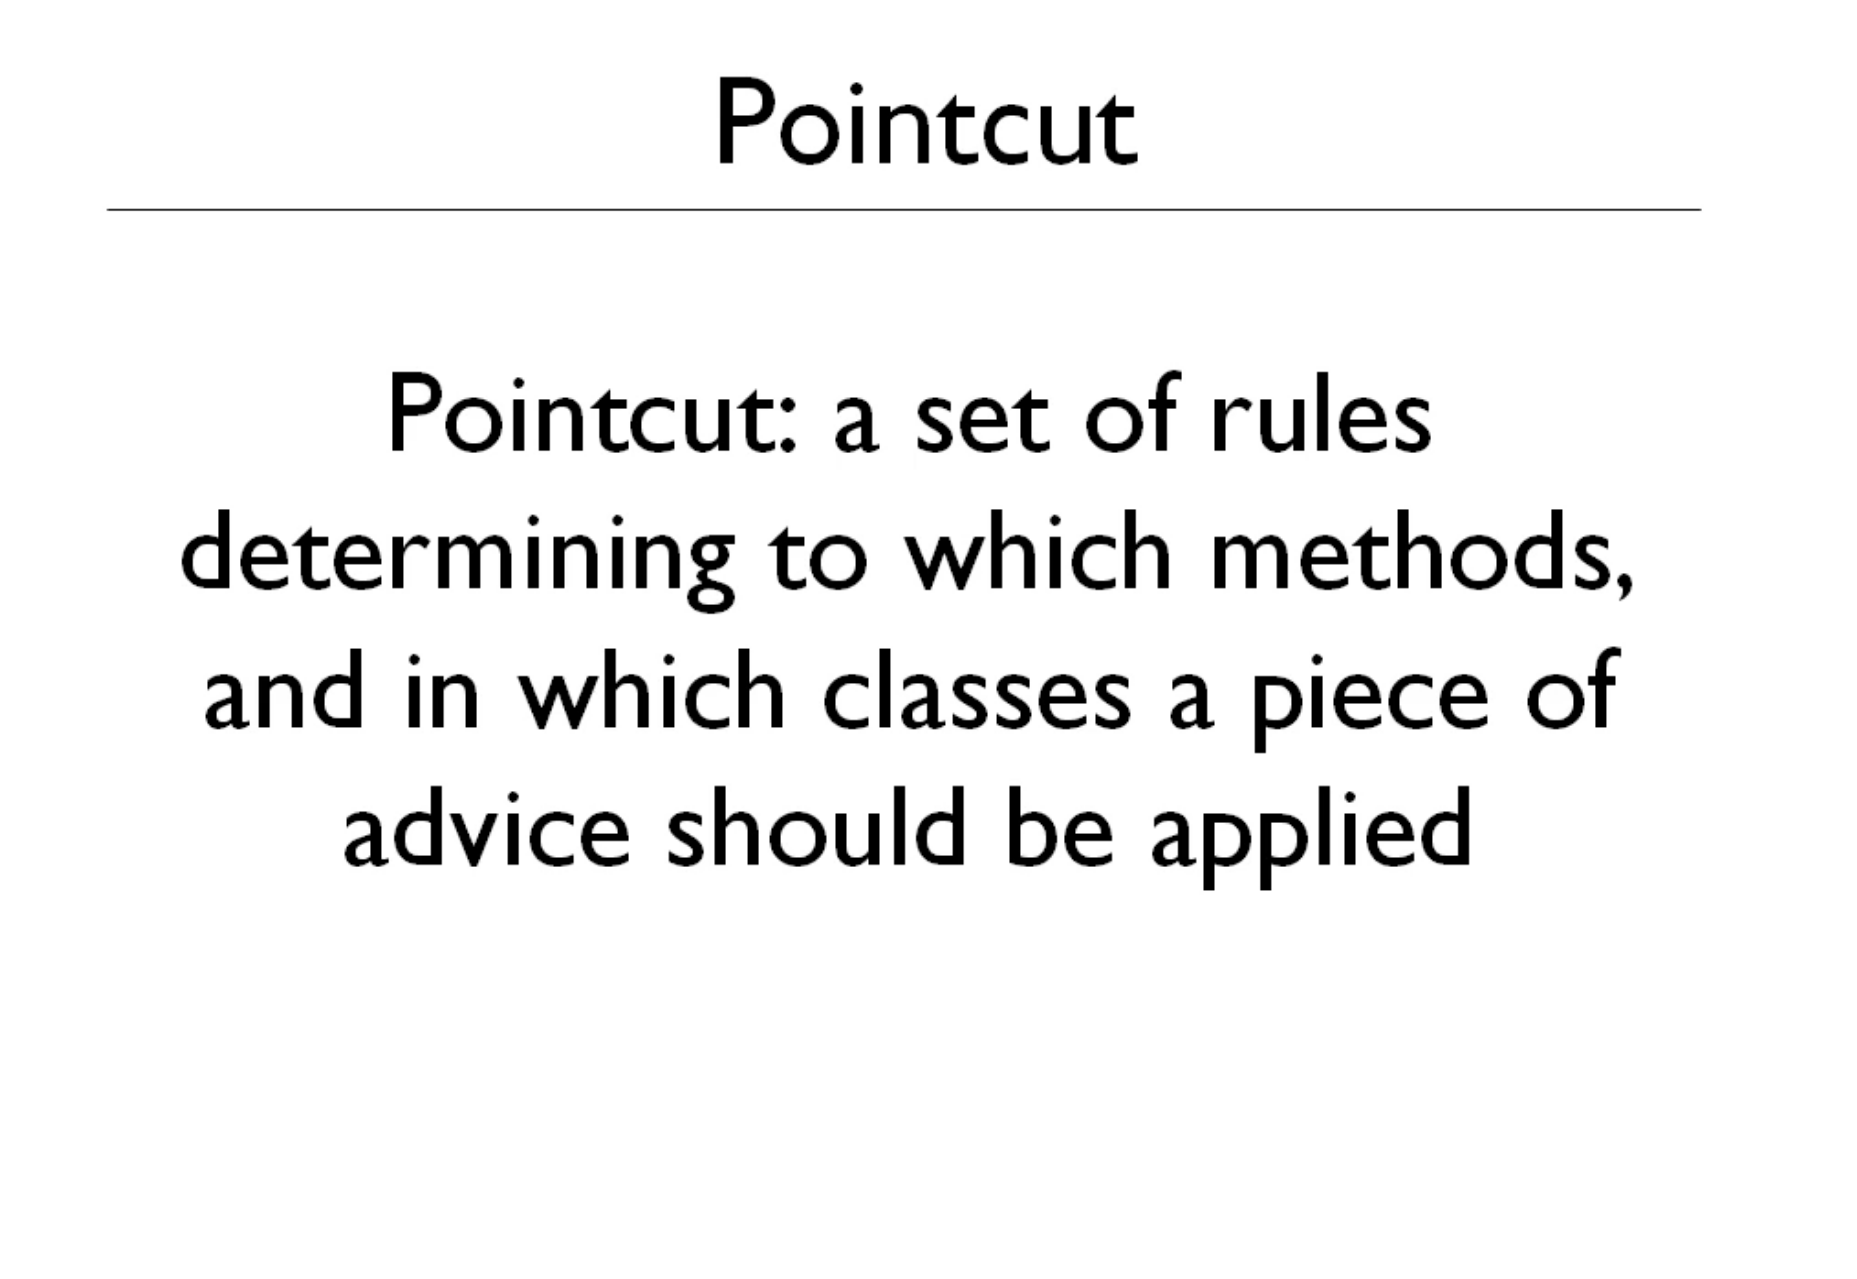 Pointcut
Pointcut: a set of rules
determining to which methods,
and in which classes a piece of
advice should be applied